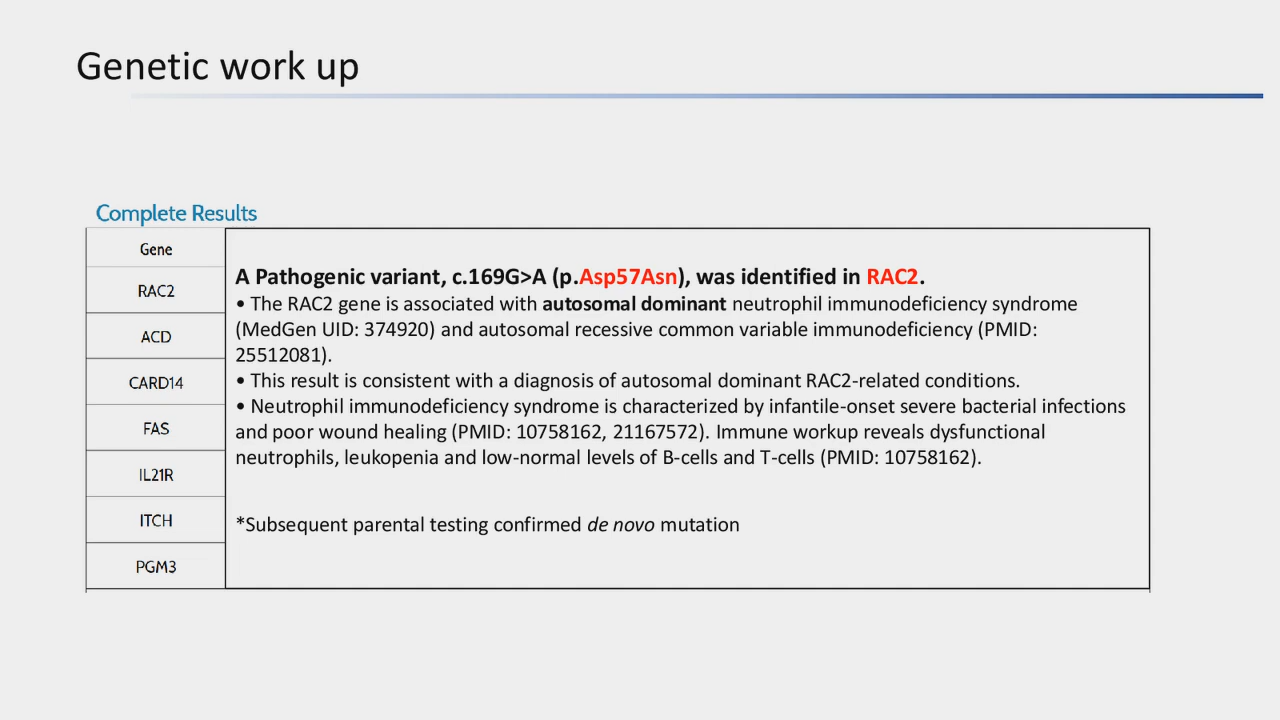 Genetic work up
Complete Results
Gene
RAC2
ACD
CARD14
FAS
IL21R
ITCH
PGM3
A Pathogenic variant, c.169G>A (p.Asp57Asn), was identified in RAC2.
• The RAC2 gene is associated with autosomal dominant neutrophil immunodeficiency syndrome
(MedGen UID: 374920) and autosomal recessive common variable immunodeficiency (PMID:
25512081).
• This result is consistent with a diagnosis of autosomal dominant RAC2-related conditions.
• Neutrophil immunodeficiency syndrome is characterized by infantile-onset severe bacterial infections
and poor wound healing (PMID: 10758162, 21167572). Immune workup reveals dysfunctional
neutrophils, leukopenia and low-normal levels of B-cells and T-cells (PMID: 10758162).
*Subsequent parental testing confirmed de novo mutation